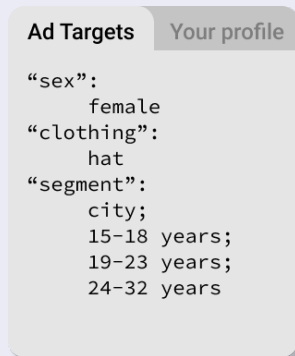 Ad Targets
Your profile
“sex”:
female
“clothing”:
hat
“segment”:
city;
15-18 years;
19-23 years;
24-32 years